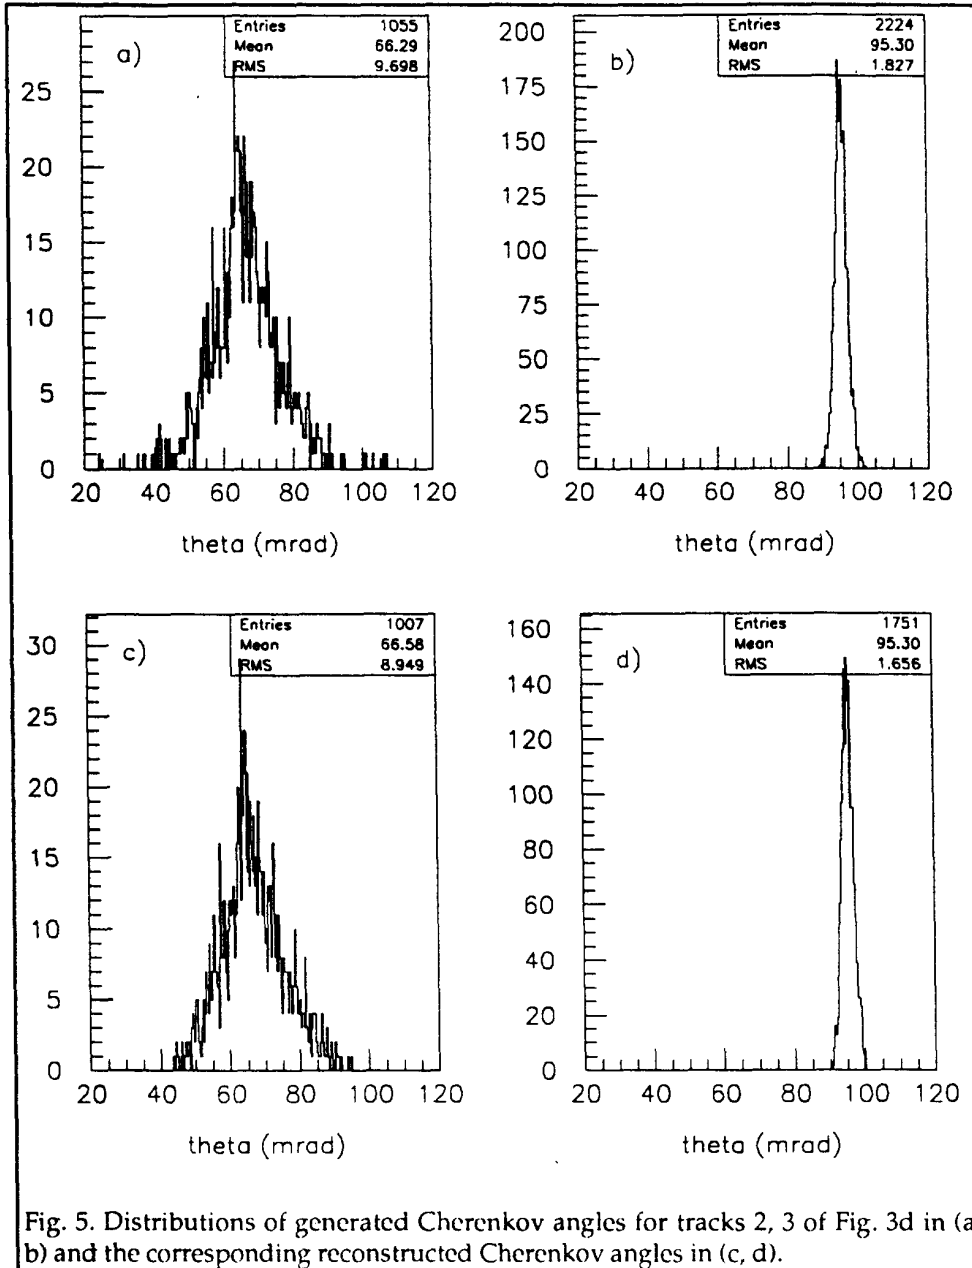 a)
Entries 1055
Mean 66.29
RMS 9.698
25
20
15
10
5
0
20 40 60 80 100 120
theta (mrad)
b)
Entries 2224
Mean 95.30
RMS 1.827
200
175
150
125
100
75
50
25
0
20 40 60 80 100 120
theta (mrad)
c)
Entries 1007
Mean 66.58
RMS 8.949
30
25
20
15
10
5
0
20 40 60 80 100 120
theta (mrad)
d)
Entries 1751
Mean 95.30
RMS 1.656
160
140
120
100
80
60
40
20
0
20 40 60 80 100 120
theta (mrad)
Fig. 5. Distributions of generated Cherenkov angles for tracks 2, 3 of Fig. 3d in (a
b) and the corresponding reconstructed Cherenkov angles in (c, d).